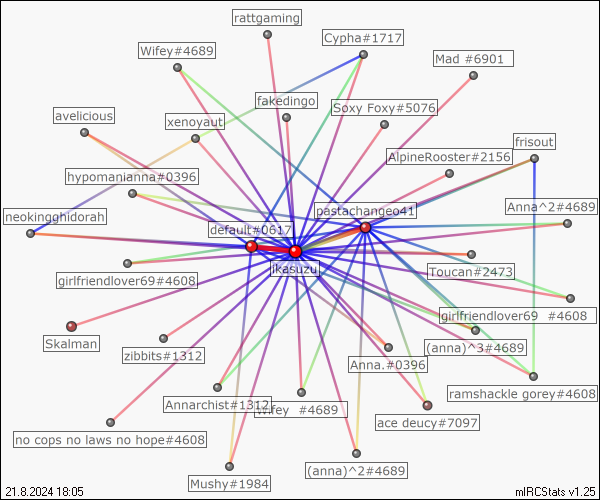 rattgaming
Cypha#1717
Wifey#4689
Mad #6901
fakedingo
Soxy Foxy#5076
avelicious
xenoyaut
frisout
AlpineRooster#2156
hypomanianna#0396
Anna^2#4689
pastachangeo41
neokingghidorah
default#0617
ikasuzu
Toucan#2473
girlfriendlover69#4608
girlfriendlover69 #4608
Skalman
(anna)^3#4689
zibbits#1312
Anna.#0396
ramshackle gorey#4608
Annarchist#1312
Wifey #4689
ace deucy#7097
no cops no laws no hope#4608
(anna)^2#4689
Mushy#1984
21.8.2024 18:05
mIRCStats v1.25